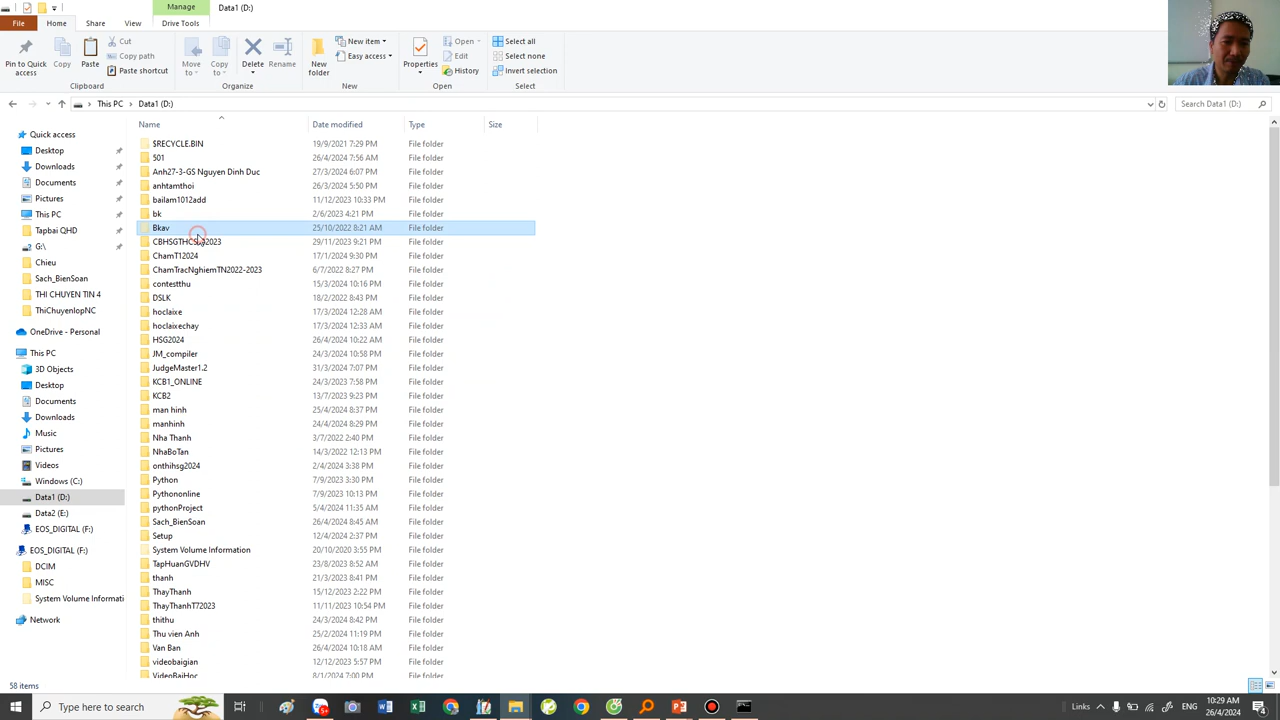 Manage
Data1 (D:)
File
Home
Share
View
Drive Tools
Pin to Quick access
Copy
Paste
Cut
Copy path
Paste shortcut
Move to
Copy to
Delete
Rename
New folder
New item
Easy access
Properties
Open
Edit
History
Select all
Select none
Invert selection
Clipboard
Organize
New
Open
Select
This PC
Data1 (D:)
Search Data1 (D:)
Name
Date modified
Type
Size
Quick access
Desktop
Downloads
Documents
Pictures
This PC
Tapbai QHD
G:\
Chieu
Sach_BienSoan
THI CHUYEN TIN 4
ThiChuyenlopNC
OneDrive - Personal
This PC
3D Objects
Desktop
Documents
Downloads
Music
Pictures
Videos
Windows (C:)
Data1 (D:)
Data2 (E:)
EOS_DIGITAL (F:)
EOS_DIGITAL (F:)
DCIM
MISC
System Volume Informati
Network
$RECYCLE.BIN 19/9/2021 7:29 PM File folder
501 26/4/2024 7:56 AM File folder
Anh27-3-GS Nguyen Dinh Duc 27/3/2024 6:07 PM File folder
anhtamthoi 26/3/2024 5:50 PM File folder
bailam1012add 11/12/2023 10:33 PM File folder
bk 2/6/2023 4:21 PM File folder
Bkav 25/10/2022 8:21 AM File folder
29/11/2023 9:21 PM File folder
ChamT12024 17/1/2024 9:30 PM File folder
ChamTracNghiemTN2022-2023 6/7/2022 8:27 PM File folder
contestthu 15/3/2024 10:16 PM File folder
DSLK 18/2/2022 8:43 PM File folder
hoclaixe 17/3/2024 12:28 AM File folder
hoclaixechay 17/3/2024 12:33 AM File folder
HSG2024 26/4/2024 10:22 AM File folder
JM_compiler 24/3/2024 10:58 PM File folder
JudgeMaster1.2 31/3/2024 7:07 PM File folder
KCB1_ONLINE 24/3/2023 7:58 PM File folder
KCB2 13/7/2023 9:23 PM File folder
man hinh 25/4/2024 8:37 PM File folder
manhinh 24/4/2024 8:29 PM File folder
Nha Thanh 3/7/2022 2:40 PM File folder
NhaBoTan 14/3/2022 12:13 PM File folder
onthihsg2024 2/4/2024 3:38 PM File folder
Python 7/9/2023 3:30 PM File folder
Pythononline 7/9/2023 10:13 PM File folder
pythonProject 5/4/2024 11:35 AM File folder
Sach_BienSoan 26/4/2024 8:45 AM File folder
Setup 12/4/2024 2:37 PM File folder
System Volume Information 20/10/2020 3:55 PM File folder
TapHuanGVDHV 23/8/2023 8:52 AM File folder
thanh 21/3/2023 8:41 PM File folder
ThayThanh 15/12/2023 2:22 PM File folder
ThayThanhT72023 11/11/2023 10:54 PM File folder
thithu 24/3/2024 8:42 PM File folder
Thu vien Anh 25/2/2024 11:19 PM File folder
Van Ban 26/4/2024 10:18 AM File folder
videobaigian 12/12/2023 5:57 PM File folder
VideoBaiHoc 8/1/2024 7:00 PM File folder
58 items
Type here to search
5+
Links
ENG
10:29 AM
26/4/2024
4